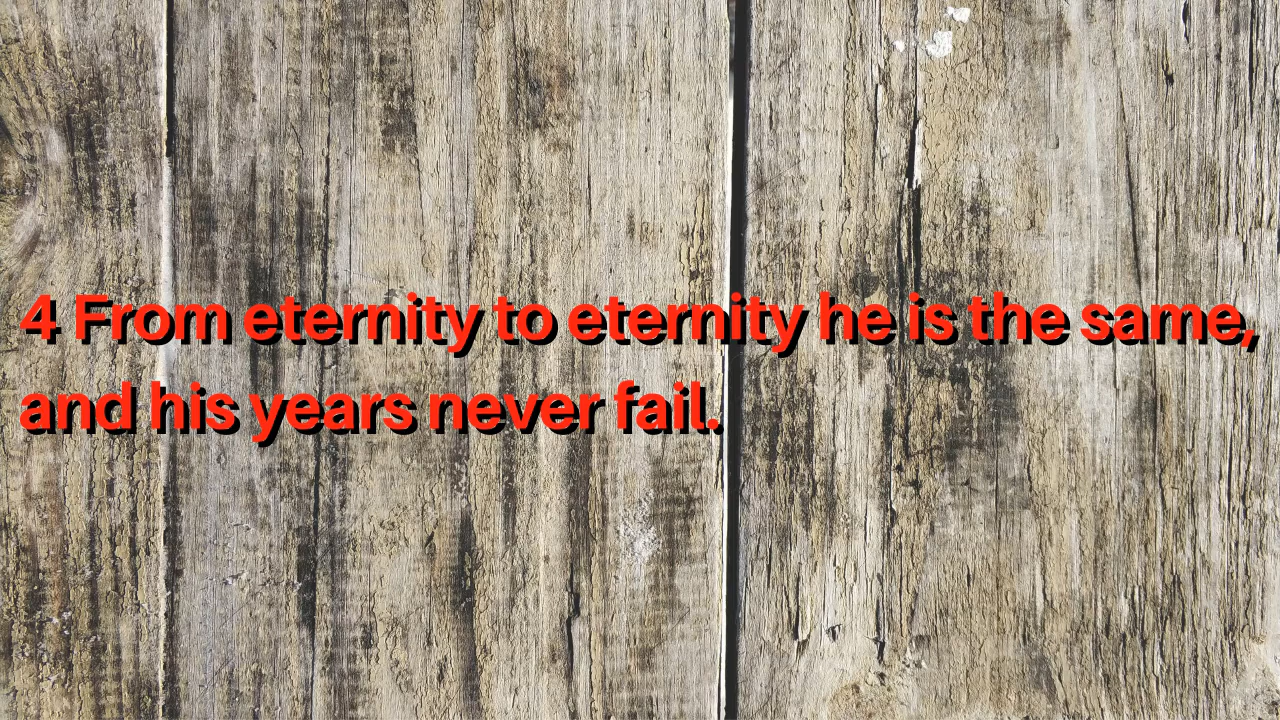 4 From eternity to eternity he is the same,
and his years never fail.